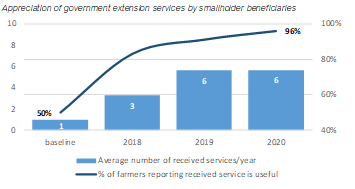 Appreciation of government extension services by smallholder beneficiaries
10 100%
8
96%
6 80%
50% 6 6
4
60%
3
2
1
0 40%
baseline 2018 2019 2020
Average number of received services/year
% of farmers reporting received service is useful